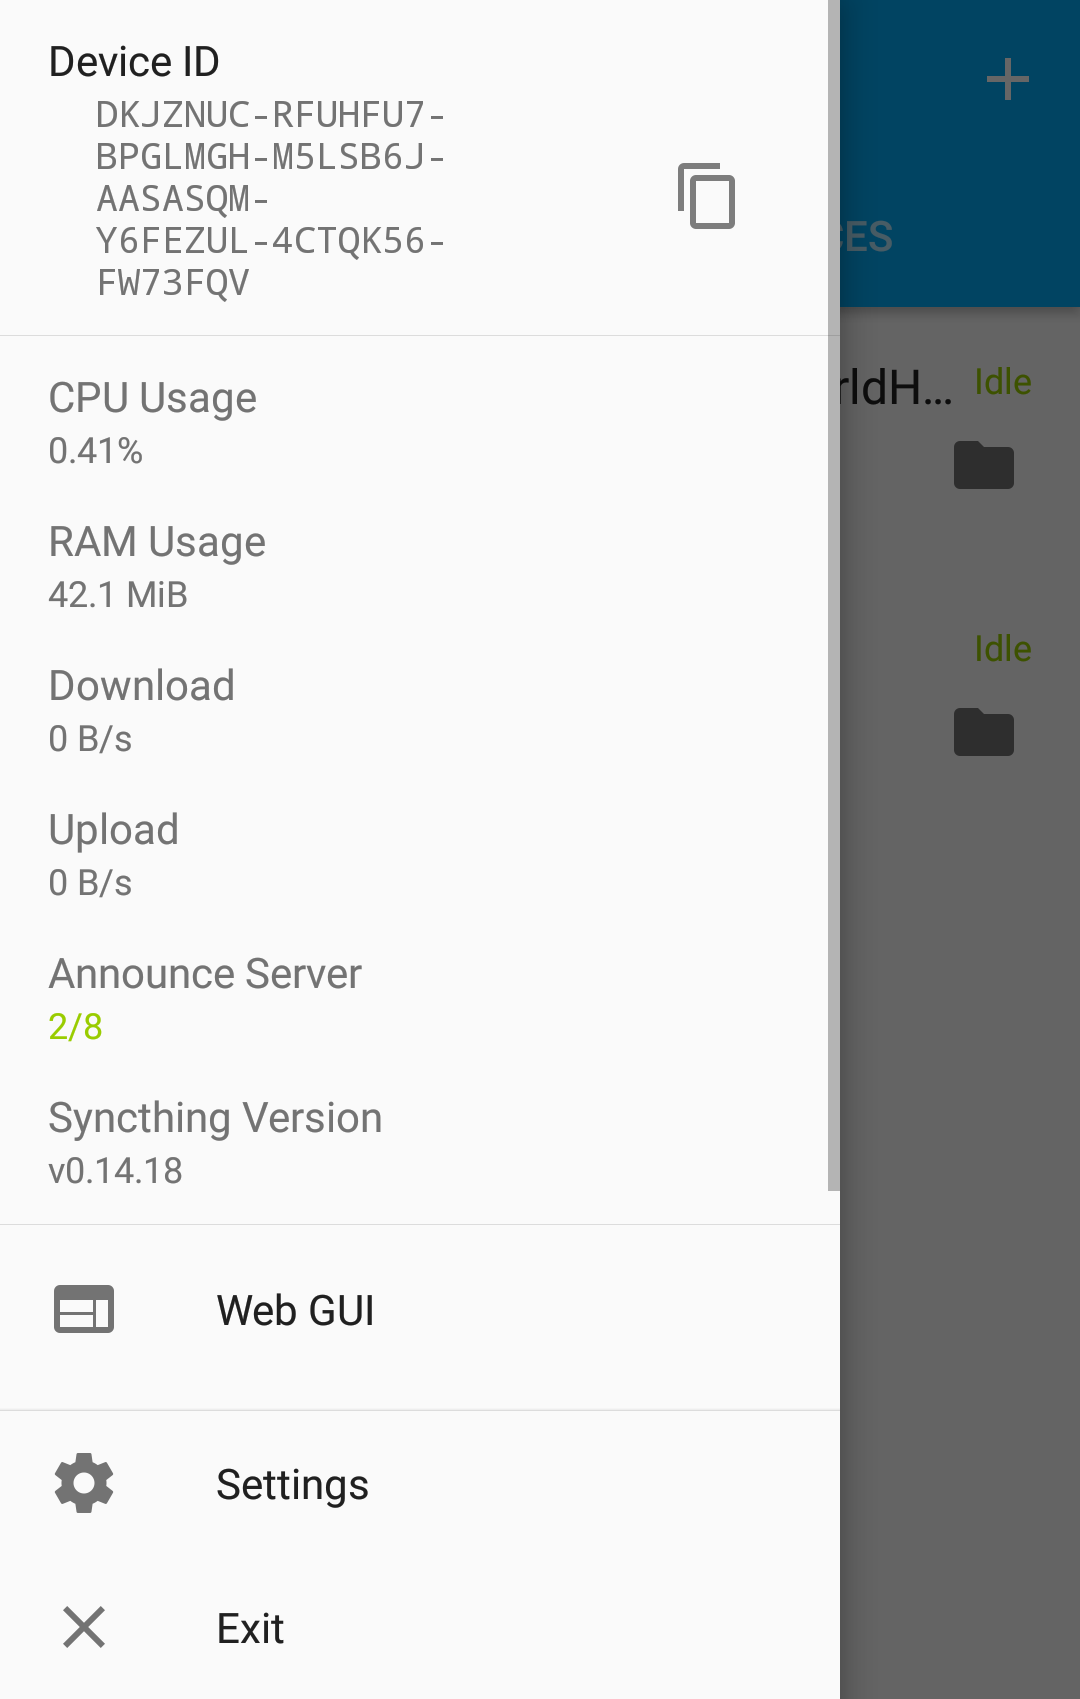 Device ID
DKJZNUC-RFUHFU7-
BPGLMGH-M5LSB6J-
AASASQM-
Y6FEZUL-4CTQK56-
FW73FQV
CES
rldH... Idle
CPU Usage
0.41%
RAM Usage
42.1 MiB
Idle
Download
0 B/s
Upload
0 B/s
Announce Server
2/8
Syncthing Version
v0.14.18
Web GUI
Settings
Exit